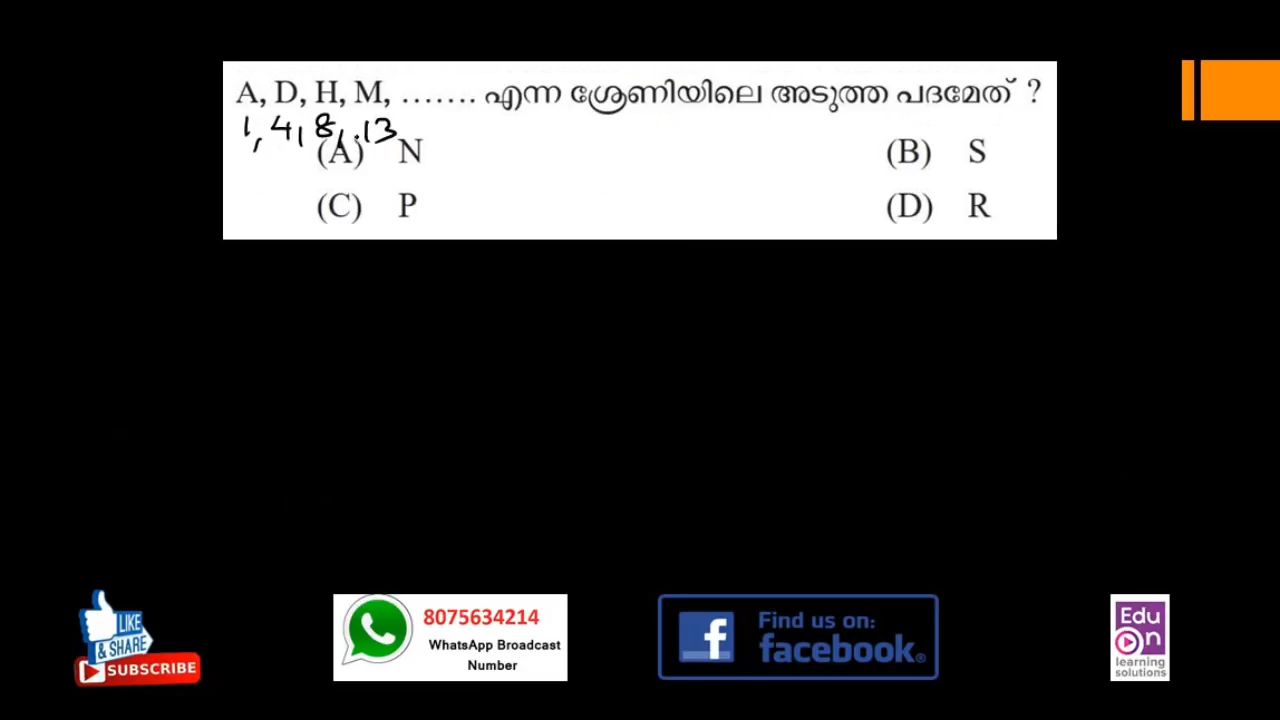 A, D, H, M, ....... എന്ന ശ്രേണിയിലെ അടുത്ത പദമേത് ?
1, 4, 8, 13
(A) N (B) S
(C) P (D) R
LIKE
& SHARE
SUBSCRIBE
8075634214
WhatsApp Broadcast
Number
f Find us on:
facebook®
Edu
On
learning
solutions